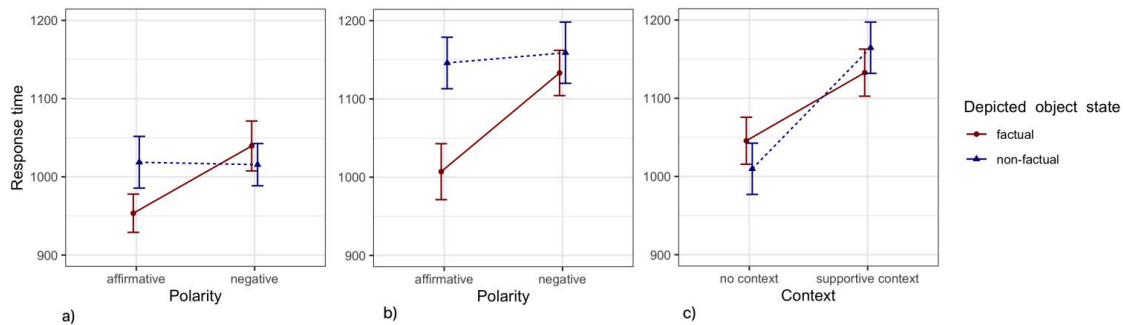 Response time
1200
1100
1000
900
affirmative negative
Polarity
a)
1200
1100
1000
900
affirmative negative
Polarity
b)
1200
1100
1000
900
no context supportive context
Context
c)
Depicted object state
factual
non-factual